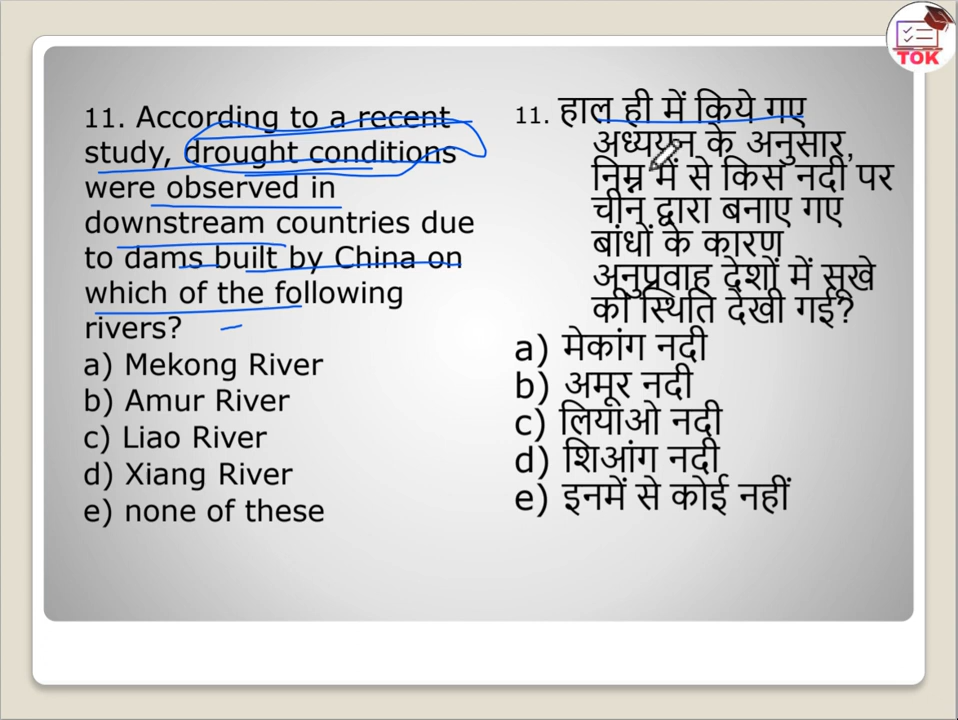 TOK
11. According to a recent
study, drought conditions
were observed in
downstream countries due
to dams built by China on
which of the following
rivers?
a) Mekong River
b) Amur River
c) Liao River
d) Xiang River
e) none of these
11. हाल ही में किये गए
अध्ययन के अनुसार,
निम्न में से किस नदी पर
चीन द्वारा बनाए गए
बांधों के कारण
अनुप्रवाह देशों में सूखे
की स्थिति देखी गई?
a) मेकांग नदी
b) अमूर नदी
c) लियाओ नदी
d) शिआंग नदी
e) इनमें से कोई नहीं